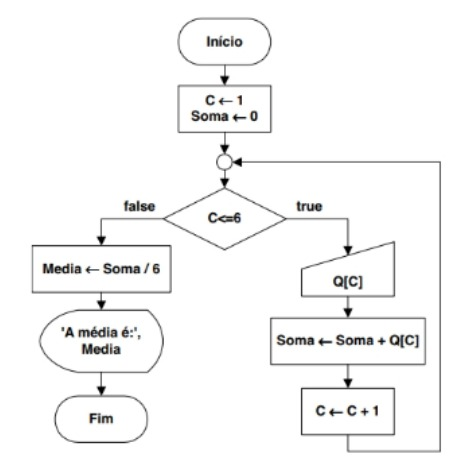 Início
C ← 1
Soma ← 0
C<=6
false
true
Media ← Soma / 6
'A média é:',
Media
Fim
Q[C]
Soma ← Soma + Q[C]
C ← C + 1